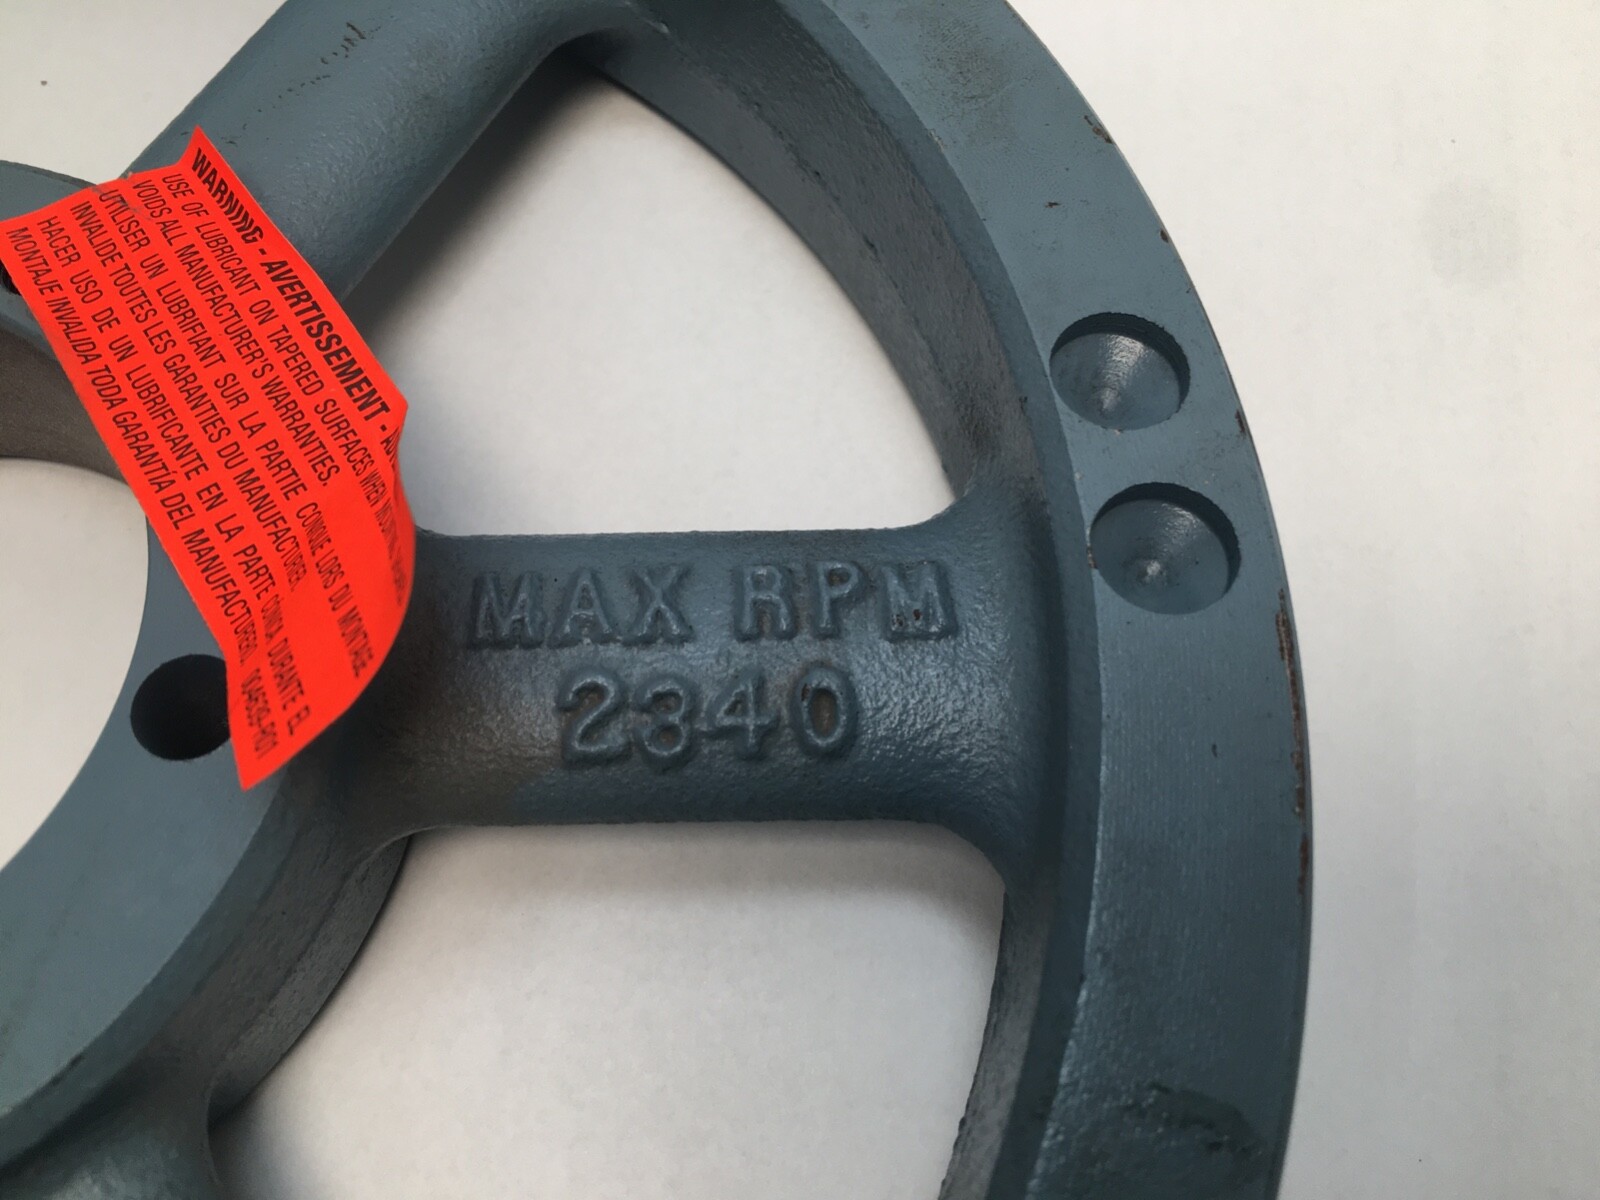 WARNING - AVERTISSEMENT -
USE OF LUBRICANT ON TAPERED SURFACES WHEN
VOIDS ALL MANUFACTURER'S WARRANTIES.
UTILISER UN LUBRIFIANT SUR LA PARTIE CONIQUE LORS DU MONTAGE
INVALIDE TOUTES LES GARANTIES DU MANUFACTURIER.
HACER USO DE UN LUBRIFICANTE EN LA PARTE CONICA DURANTE EL
MONTAJE INVALIDA TODA GARANTÍA DEL MANUFACTURERO.
MAX RPM
2340